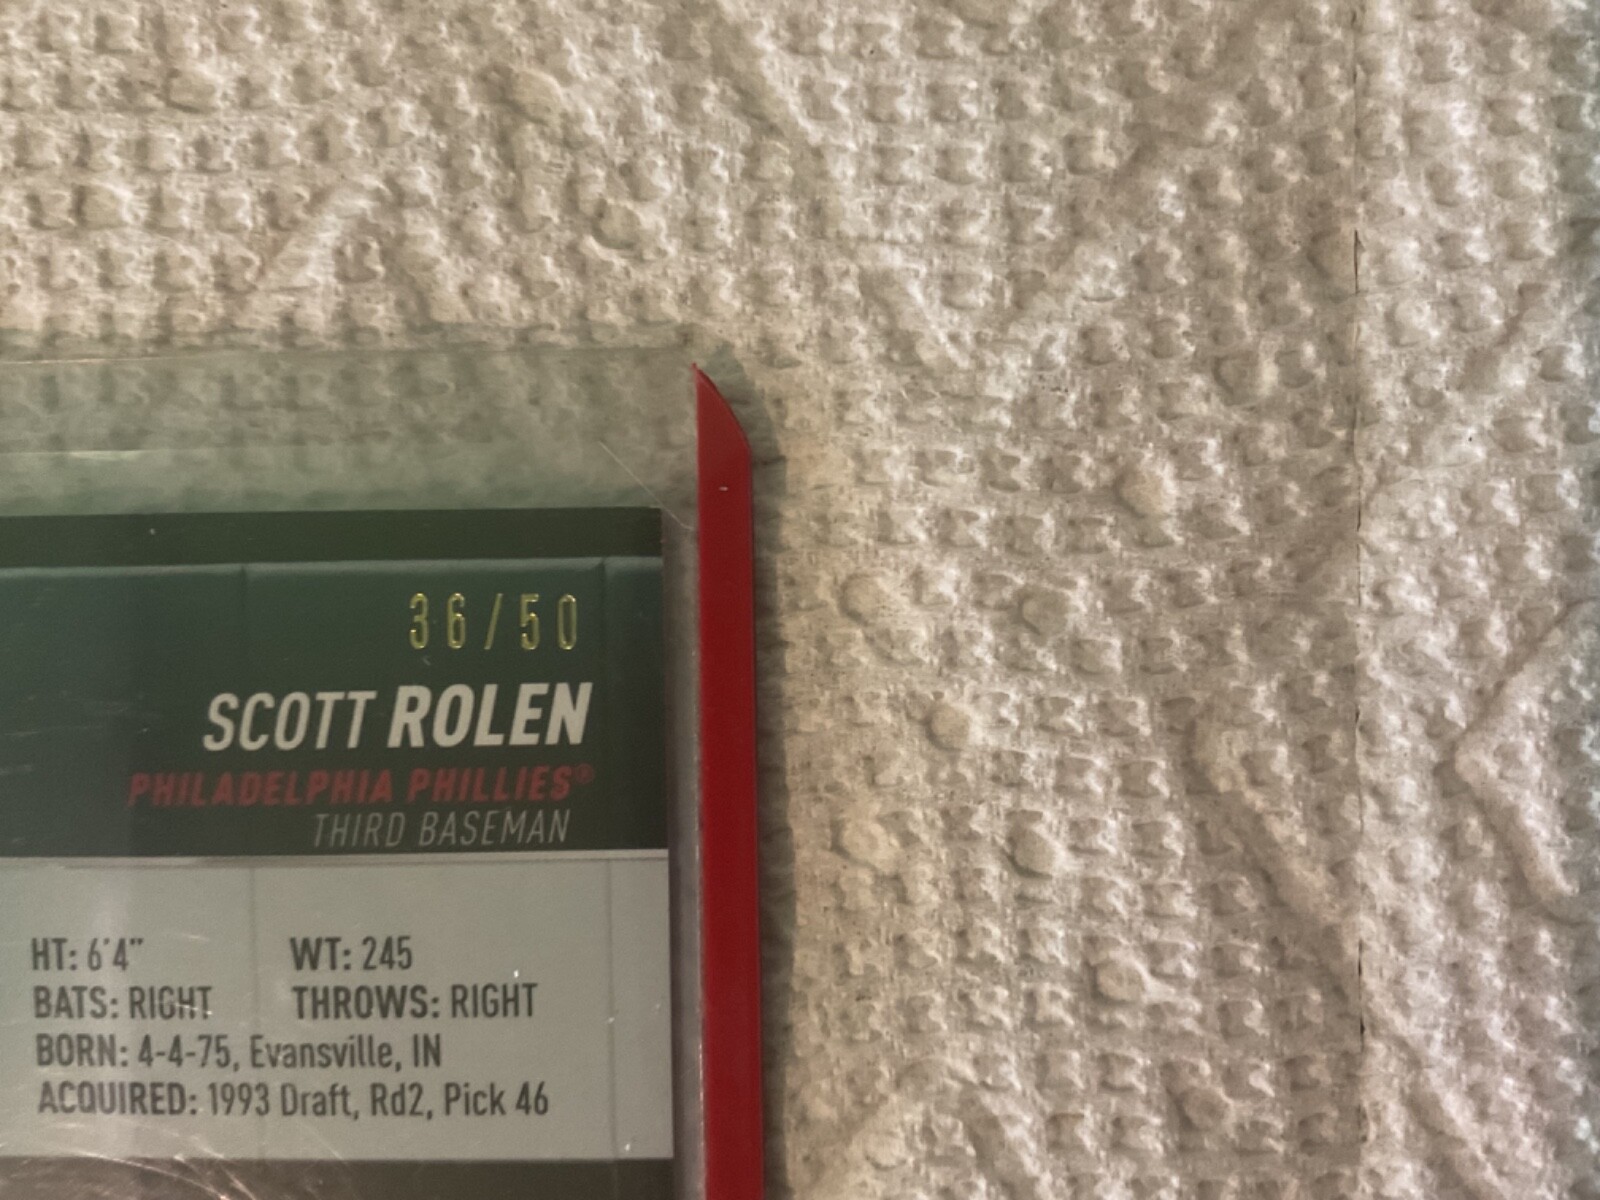 36/50
SCOTT ROLEN
PHILADELPHIA PHILLIES®
THIRD BASEMAN
HT: 6'4" WT: 245
BATS: RIGHT THROWS: RIGHT
BORN: 4-4-75, Evansville, IN
ACQUIRED: 1993 Draft, Rd2, Pick 46